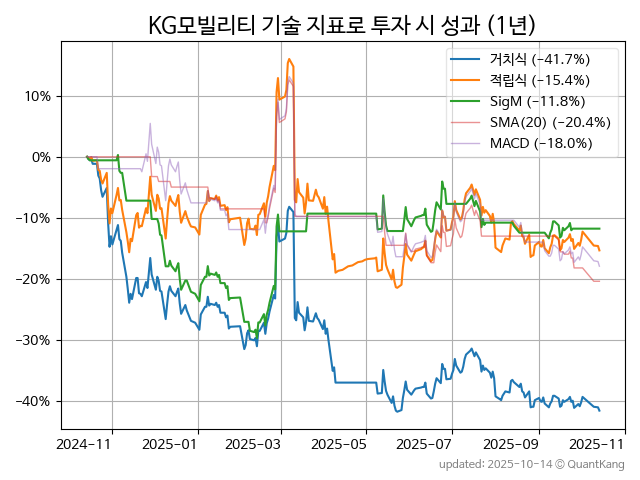 KG모빌리티 기술 지표로 투자 시 성과 (1년)
거치식 (−41.7%)
적립식 (−15.4%)
SigM (−11.8%)
SMA(20) (−20.4%)
MACD (−18.0%)
10%
0%
−10%
−20%
−30%
−40%
2024-11
2025-01
2025-03
2025-05
2025-07
2025-09
2025-11
updated: 2025-10-14 © QuantKang